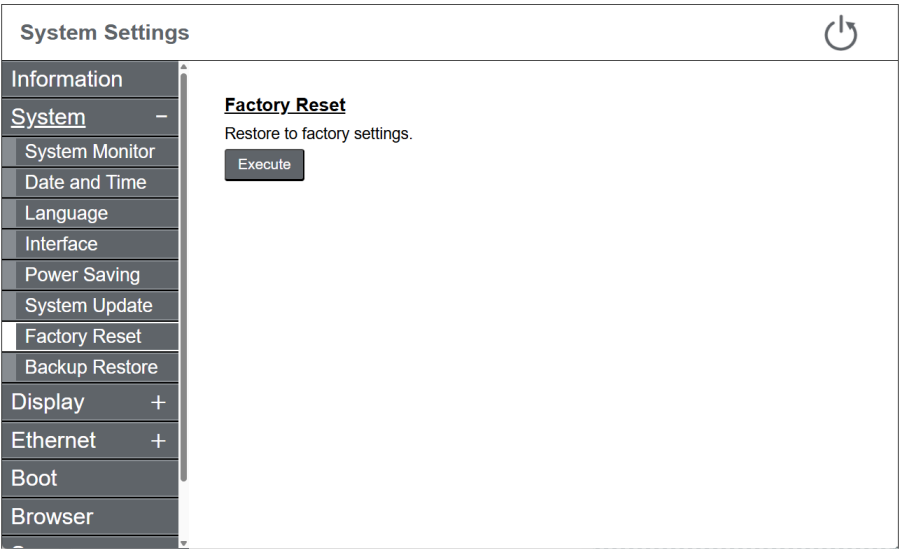 System Settings
Information
System −
System Monitor
Date and Time
Language
Interface
Power Saving
System Update
Factory Reset
Backup Restore
Display +
Ethernet +
Boot
Browser
Factory Reset
Restore to factory settings.
Execute